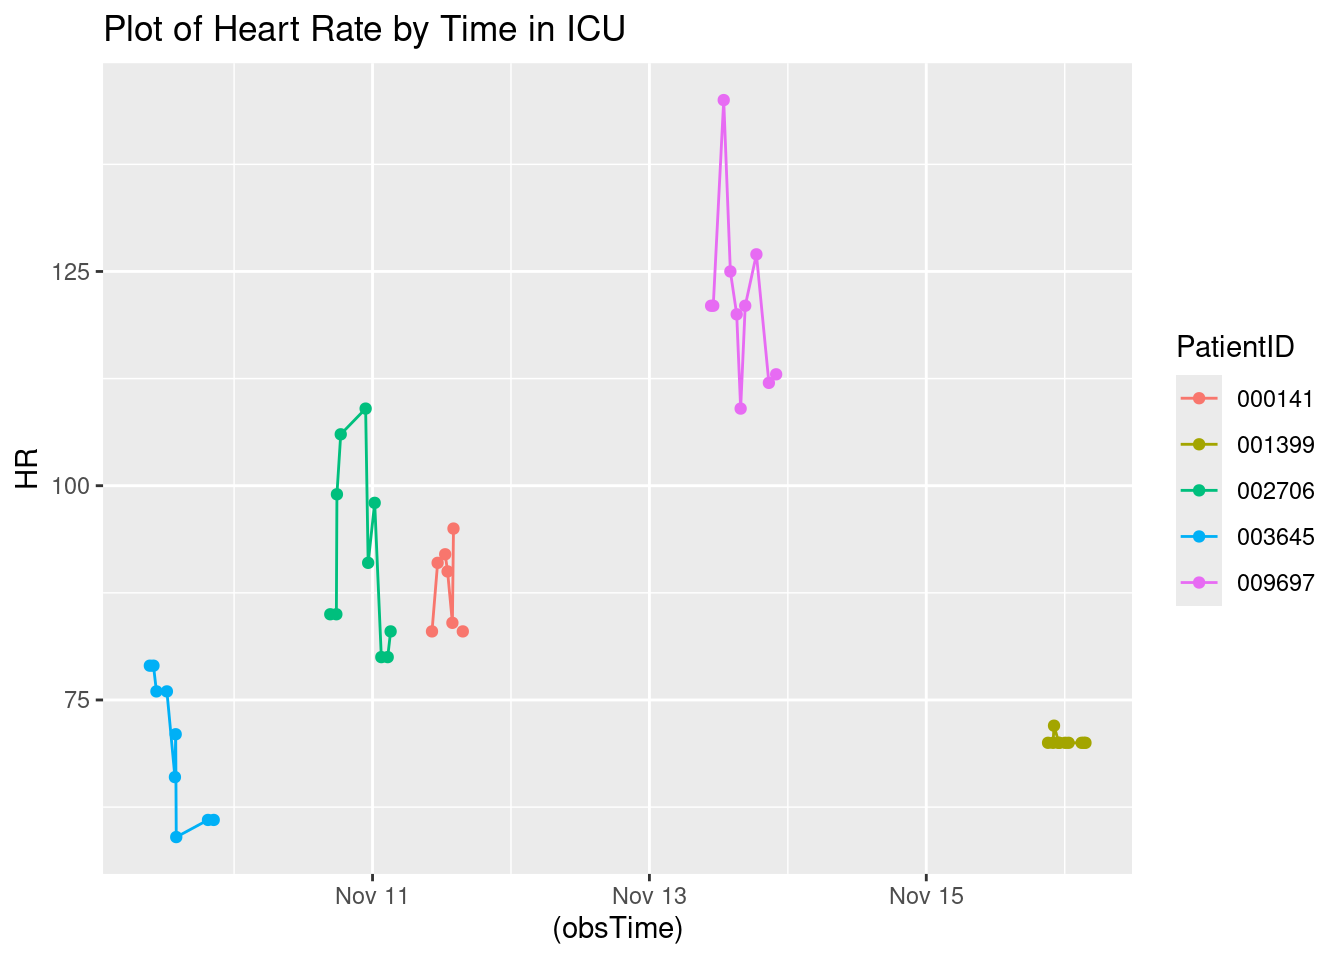 Plot of Heart Rate by Time in ICU
HR
125
100
75
Nov 11
Nov 13
Nov 15
(obsTime)
PatientID
000141
001399
002706
003645
009697